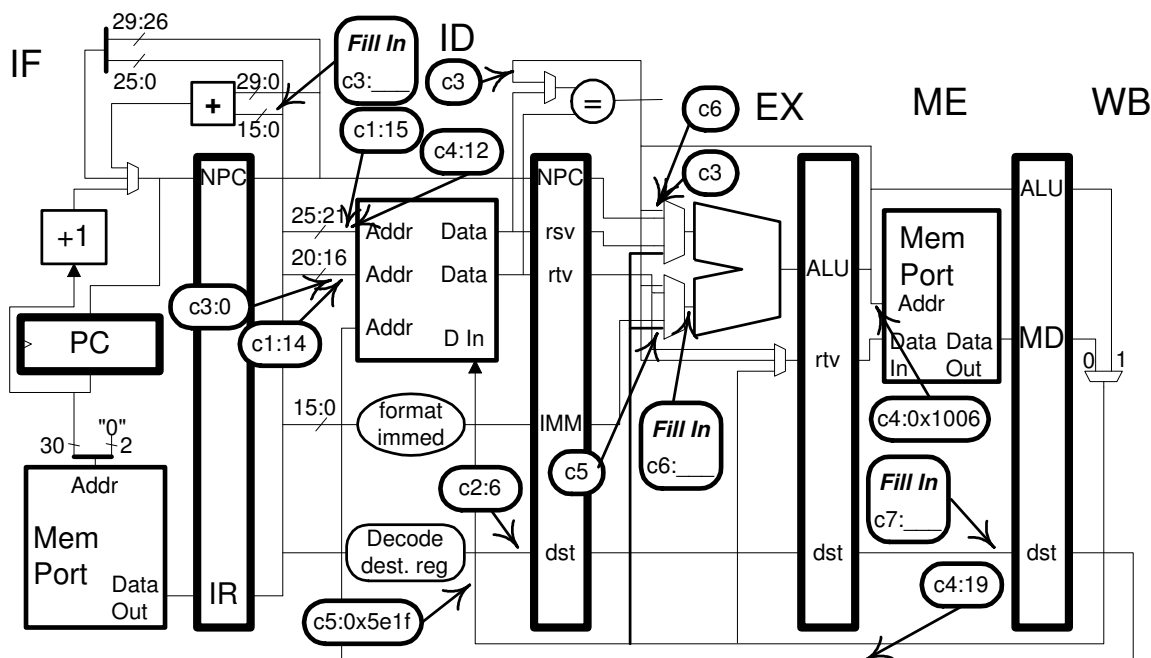 29:26
IF
25:0
Fill In
c3:___
ID
c3
29:0
15:0
+
=
c6
EX
ME
WB
c1:15
c4:12
c3
NPC
NPC
ALU
+1
25:21
Addr
Data
rsv
20:16
Addr
Data
rtv
Addr
D In
ALU
Mem
Port
Addr
c3:0
c1:14
PC
rtv
Data
In
Data
Out
MD
0
1
15:0
format
immed
IMM
Fill In
c6:___
c4:0x1006
"0"
30
2
Addr
c2:6
c5
Fill In
c7:___
Mem
Port
Data
Out
IR
Decode
dest. reg
dst
dst
dst
c5:0x5e1f
c4:19